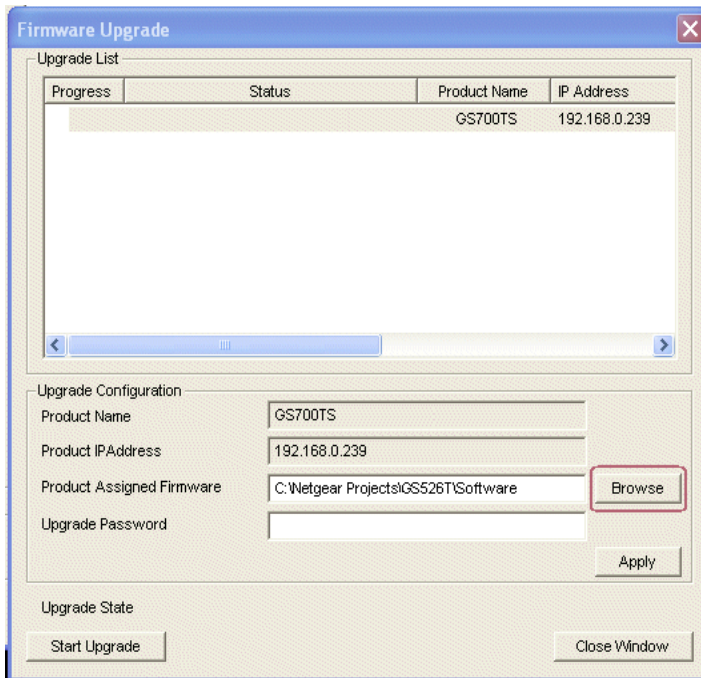 Firmware Upgrade
Upgrade List
Progress Status Product Name IP Address
GS700TS 192.168.0.239
Upgrade Configuration
Product Name GS700TS
Product IPAddress 192.168.0.239
Product Assigned Firmware C:\Netgear Projects\GS526T\Software Browse
Upgrade Password
Apply
Upgrade State
Start Upgrade Close Window